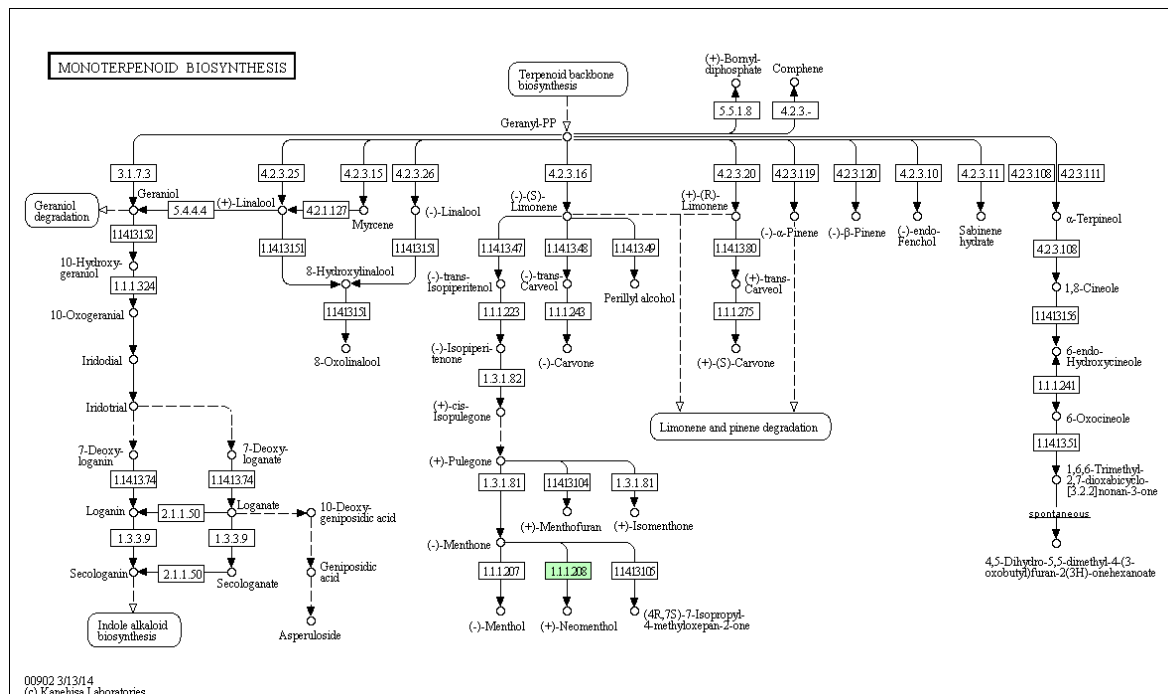 MONOTERPENOID BIOSYNTHESIS
Terpenoid backbone
biosynthesis
(+)-Bornyl-
diphosphate
Comphene
5.5.1.8
4.2.3.-
Geranyl-PP
3.1.7.3
4.2.3.25
4.2.3.15
4.2.3.26
4.2.3.16
4.2.3.20
4.2.3.119
4.2.3.120
4.2.3.10
4.2.3.11
4.2.3.108
4.2.3.111
Geraniol
degradation
Geraniol
5.4.4.4
(+)-Linalool
4.2.1.127
Myrcene
(-)-Linalool
(-)-(S)-
Limonene
(+)-(R)-
Limonene
(-)-α-Pinene
(-)-β-Pinene
(-)-endo-
Fenchol
Sabinene
hydrate
α-Terpineol
1.14.13.152
1.14.13.151
1.14.13.151
1.14.13.47
1.14.13.48
1.14.13.49
1.14.13.80
4.2.3.108
10-Hydroxy-
geraniol
8-Hydroxylinalool
(-)-trans-
Isopiperitenol
(-)-trans-
Carveol
Perillyl alcohol
(+)-trans-
Carveol
1,8-Cineole
1.1.1.324
1.14.13.151
1.1.1.223
1.1.1.243
1.1.1.275
1.14.13.156
10-Oxogeranial
8-Oxolinalool
(-)-Isopiperi-
tenone
(-)-Carvone
(+)-(S)-Carvone
6-endo-
Hydroxycineole
Iridodial
1.3.1.82
1.1.1.241
Iridotrial
(+)-cis-
Isopulegone
Limonene and pinene degradation
6-Oxocineole
1.14.13.51
7-Deoxy-
loganin
7-Deoxy-
loganate
(+)-Pulegone
1,6,6-Trimethyl-
2,7-dioxabicyclo-
[3.2.2]nonan-3-one
1.14.13.74
1.14.13.74
1.3.1.81
1.14.13.104
1.3.1.81
Loganin
2.1.1.50
Loganate
10-Deoxy-
geniposidic acid
(+)-Menthofuran
(+)-Isomenthone
spontaneous
1.3.3.9
1.3.3.9
(-)-Menthone
4,5-Dihydro-5,5-dimethyl-4-(3-
oxobutyl)furan-2(3H)-onehexanoate
Secologanin
2.1.1.50
Secologanate
Geniposidic
acid
1.1.1.207
1.1.1.208
1.14.13.105
Indole alkaloid
biosynthesis
Asperuloside
(-)-Menthol
(+)-Neomenthol
(4R,7S)-7-Isopropyl-
4-methyloxepan-2-one
00902 3/13/14
(c) Kanehisa Laboratories